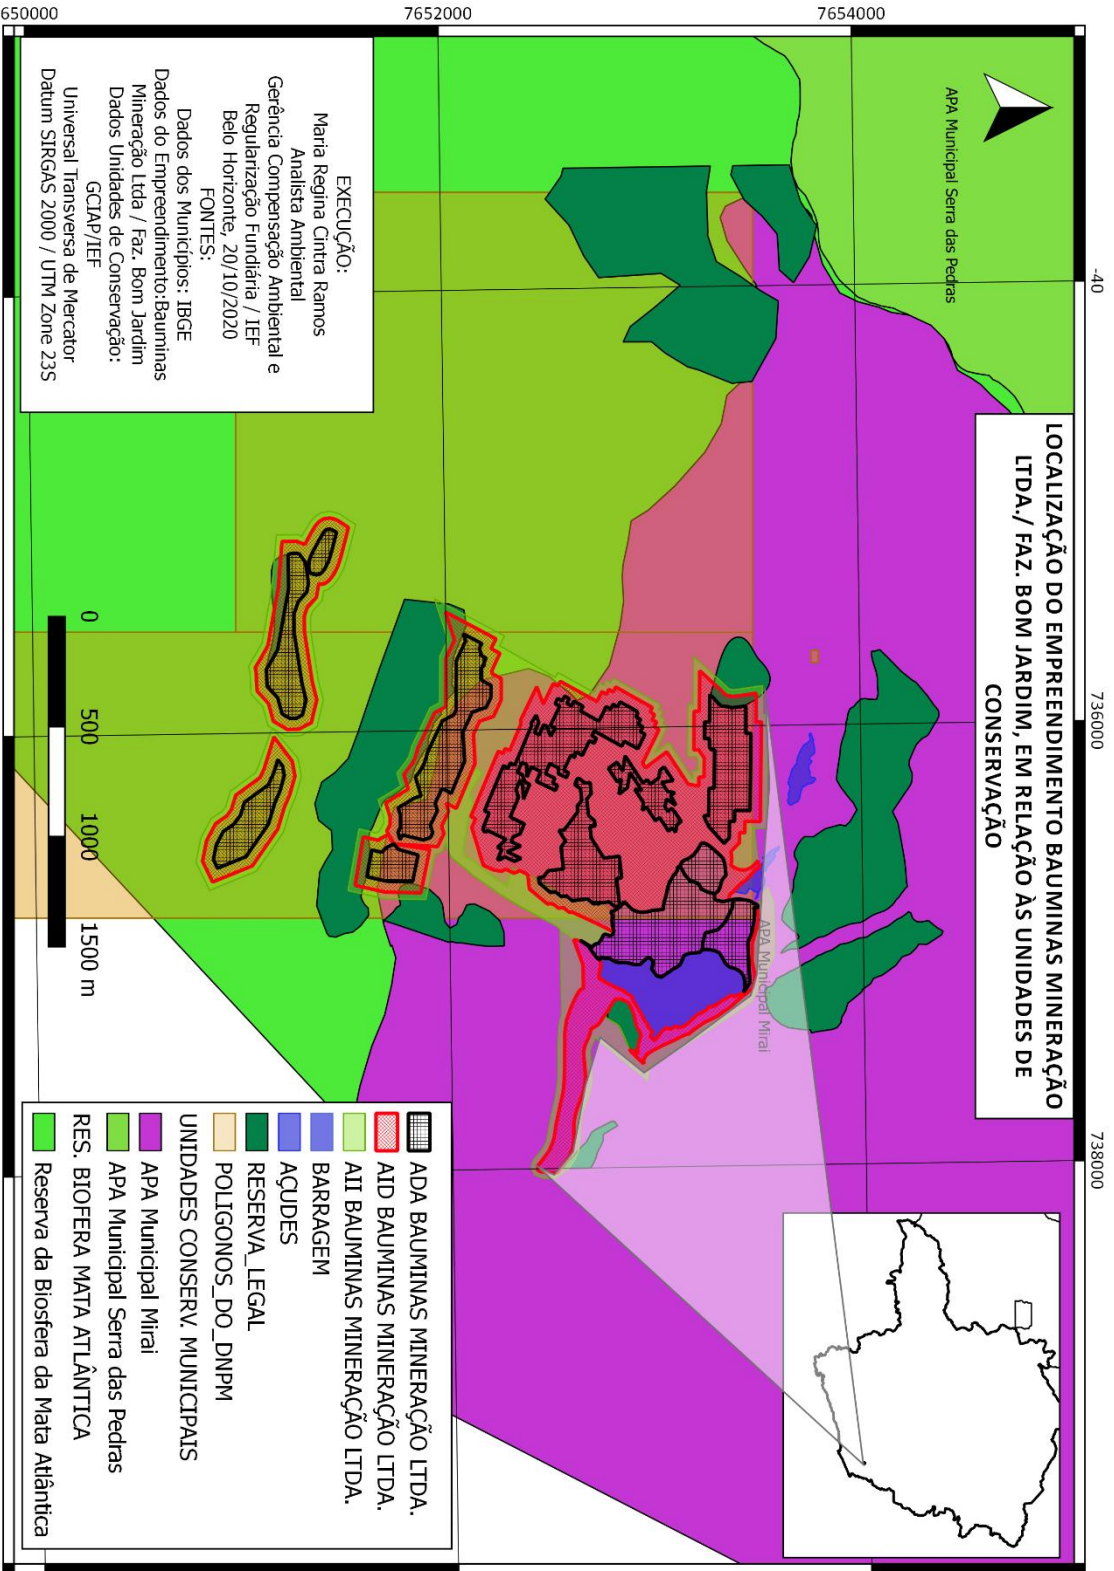 LOCALIZAÇÃO DO EMPREENDIMENTO BAUMINAS MINERAÇÃO
LTDA./ FAZ. BOM JARDIM, EM RELAÇÃO ÀS UNIDADES DE
CONSERVAÇÃO
-40
736000
738000
7654000
7652000
650000
APA Municipal Serra das Pedras
APA Municipal Mirai
EXECUÇÃO:
Maria Regina Cintra Ramos
Analista Ambiental
Gerência Compensação Ambiental e
Regularização Fundiária / IEF
Belo Horizonte, 20/10/2020
FONTES:
Dados dos Municípios: IBGE
Dados do Empreendimento:Bauminas
Mineração Ltda / Faz. Bom Jardim
Dados Unidades de Conservação:
GCIAP/IEF
Universal Transversa de Mercator
Datum SIRGAS 2000 / UTM Zone 23S
0 500 1000 1500 m
ADA BAUMINAS MINERAÇÃO LTDA.
AID BAUMINAS MINERAÇÃO LTDA.
AII BAUMINAS MINERAÇÃO LTDA.
BARRAGEM
AÇUDES
RESERVA_LEGAL
POLIGONOS_DO_DNPM
UNIDADES CONSERV. MUNICIPAIS
APA Municipal Mirai
APA Municipal Serra das Pedras
RES. BIOFERA MATA ATLÂNTICA
Reserva da Biosfera da Mata Atlântica